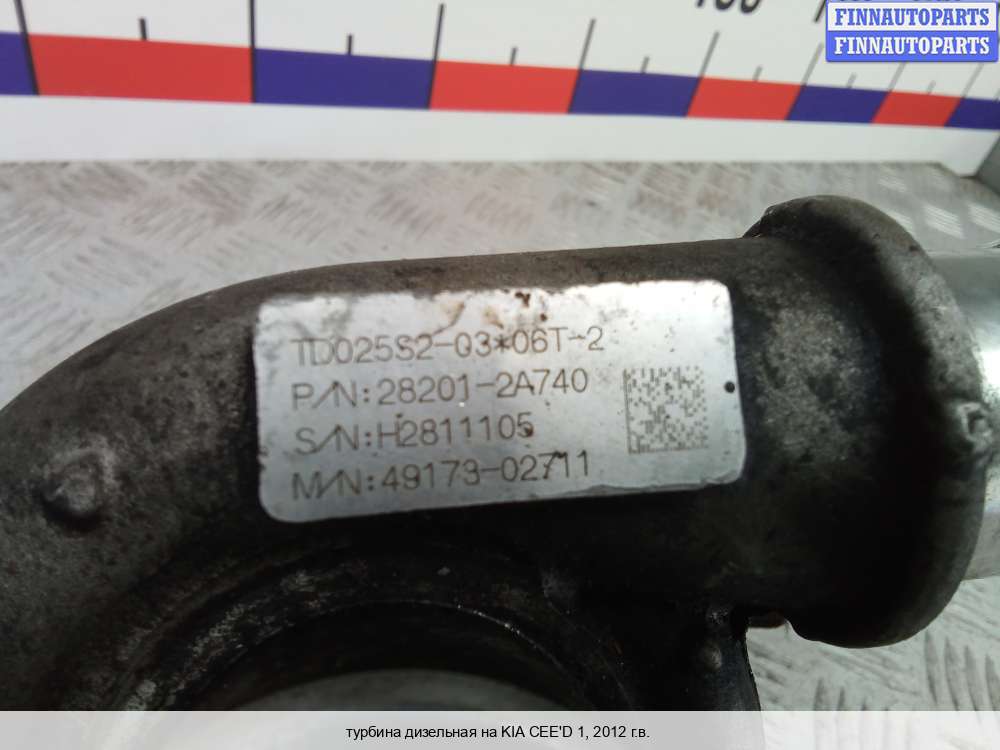 FINNAUTOPARTS
FINNAUTOPARTS
TD025S2-03*06T-2
P/N:28201-2A740
S/N:H2811105
M/N:49173-02711
турбина дизельная на KIA CEE'D 1, 2012 г.в.